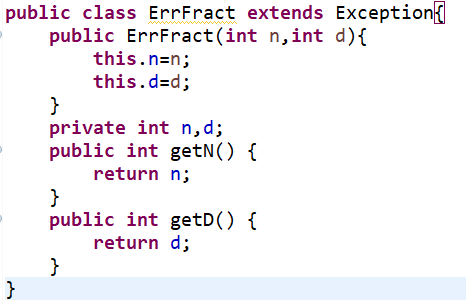 public class ErrFract extends Exception{
    public ErrFract(int n,int d){
        this.n=n;
        this.d=d;
    }
    private int n,d;
    public int getN() {
        return n;
    }
    public int getD() {
        return d;
    }
}